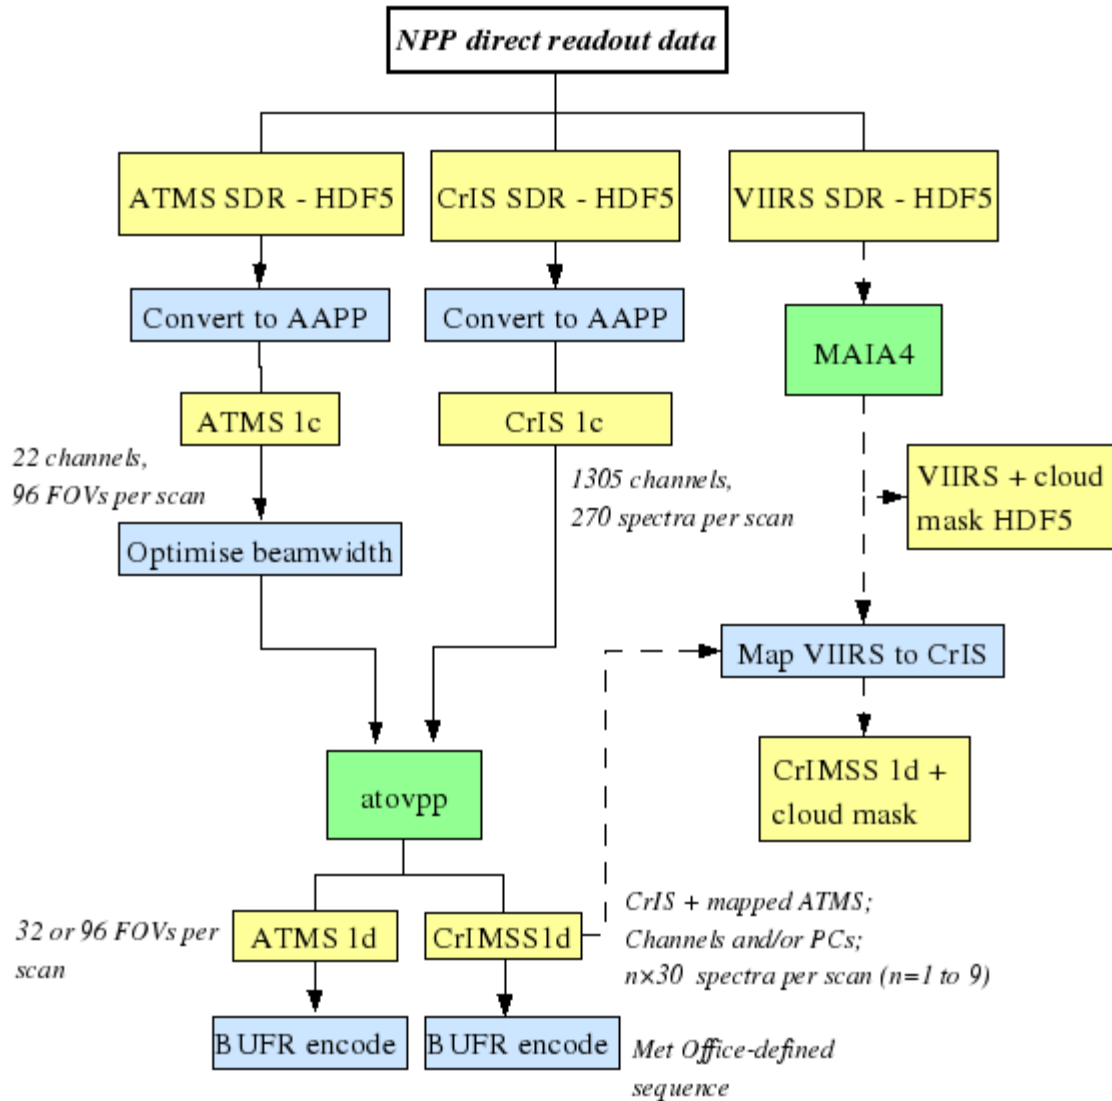 NPP direct readout data
ATMS SDR - HDF5
CrIS SDR - HDF5
VIIRS SDR - HDF5
Convert to AAPP
Convert to AAPP
MAIA4
ATMS 1c
CrIS 1c
22 channels,
96 FOVs per scan
1305 channels,
270 spectra per scan
VIIRS + cloud
mask HDF5
Optimise beamwidth
Map VIIRS to CrIS
CrIMSS 1d +
cloud mask
atovpp
32 or 96 FOVs per
scan
ATMS 1d
CrIMSS1d
CrIS + mapped ATMS;
Channels and/or PCs;
n×30 spectra per scan (n=1 to 9)
BUFR encode
BUFR encode
Met Office-defined
sequence